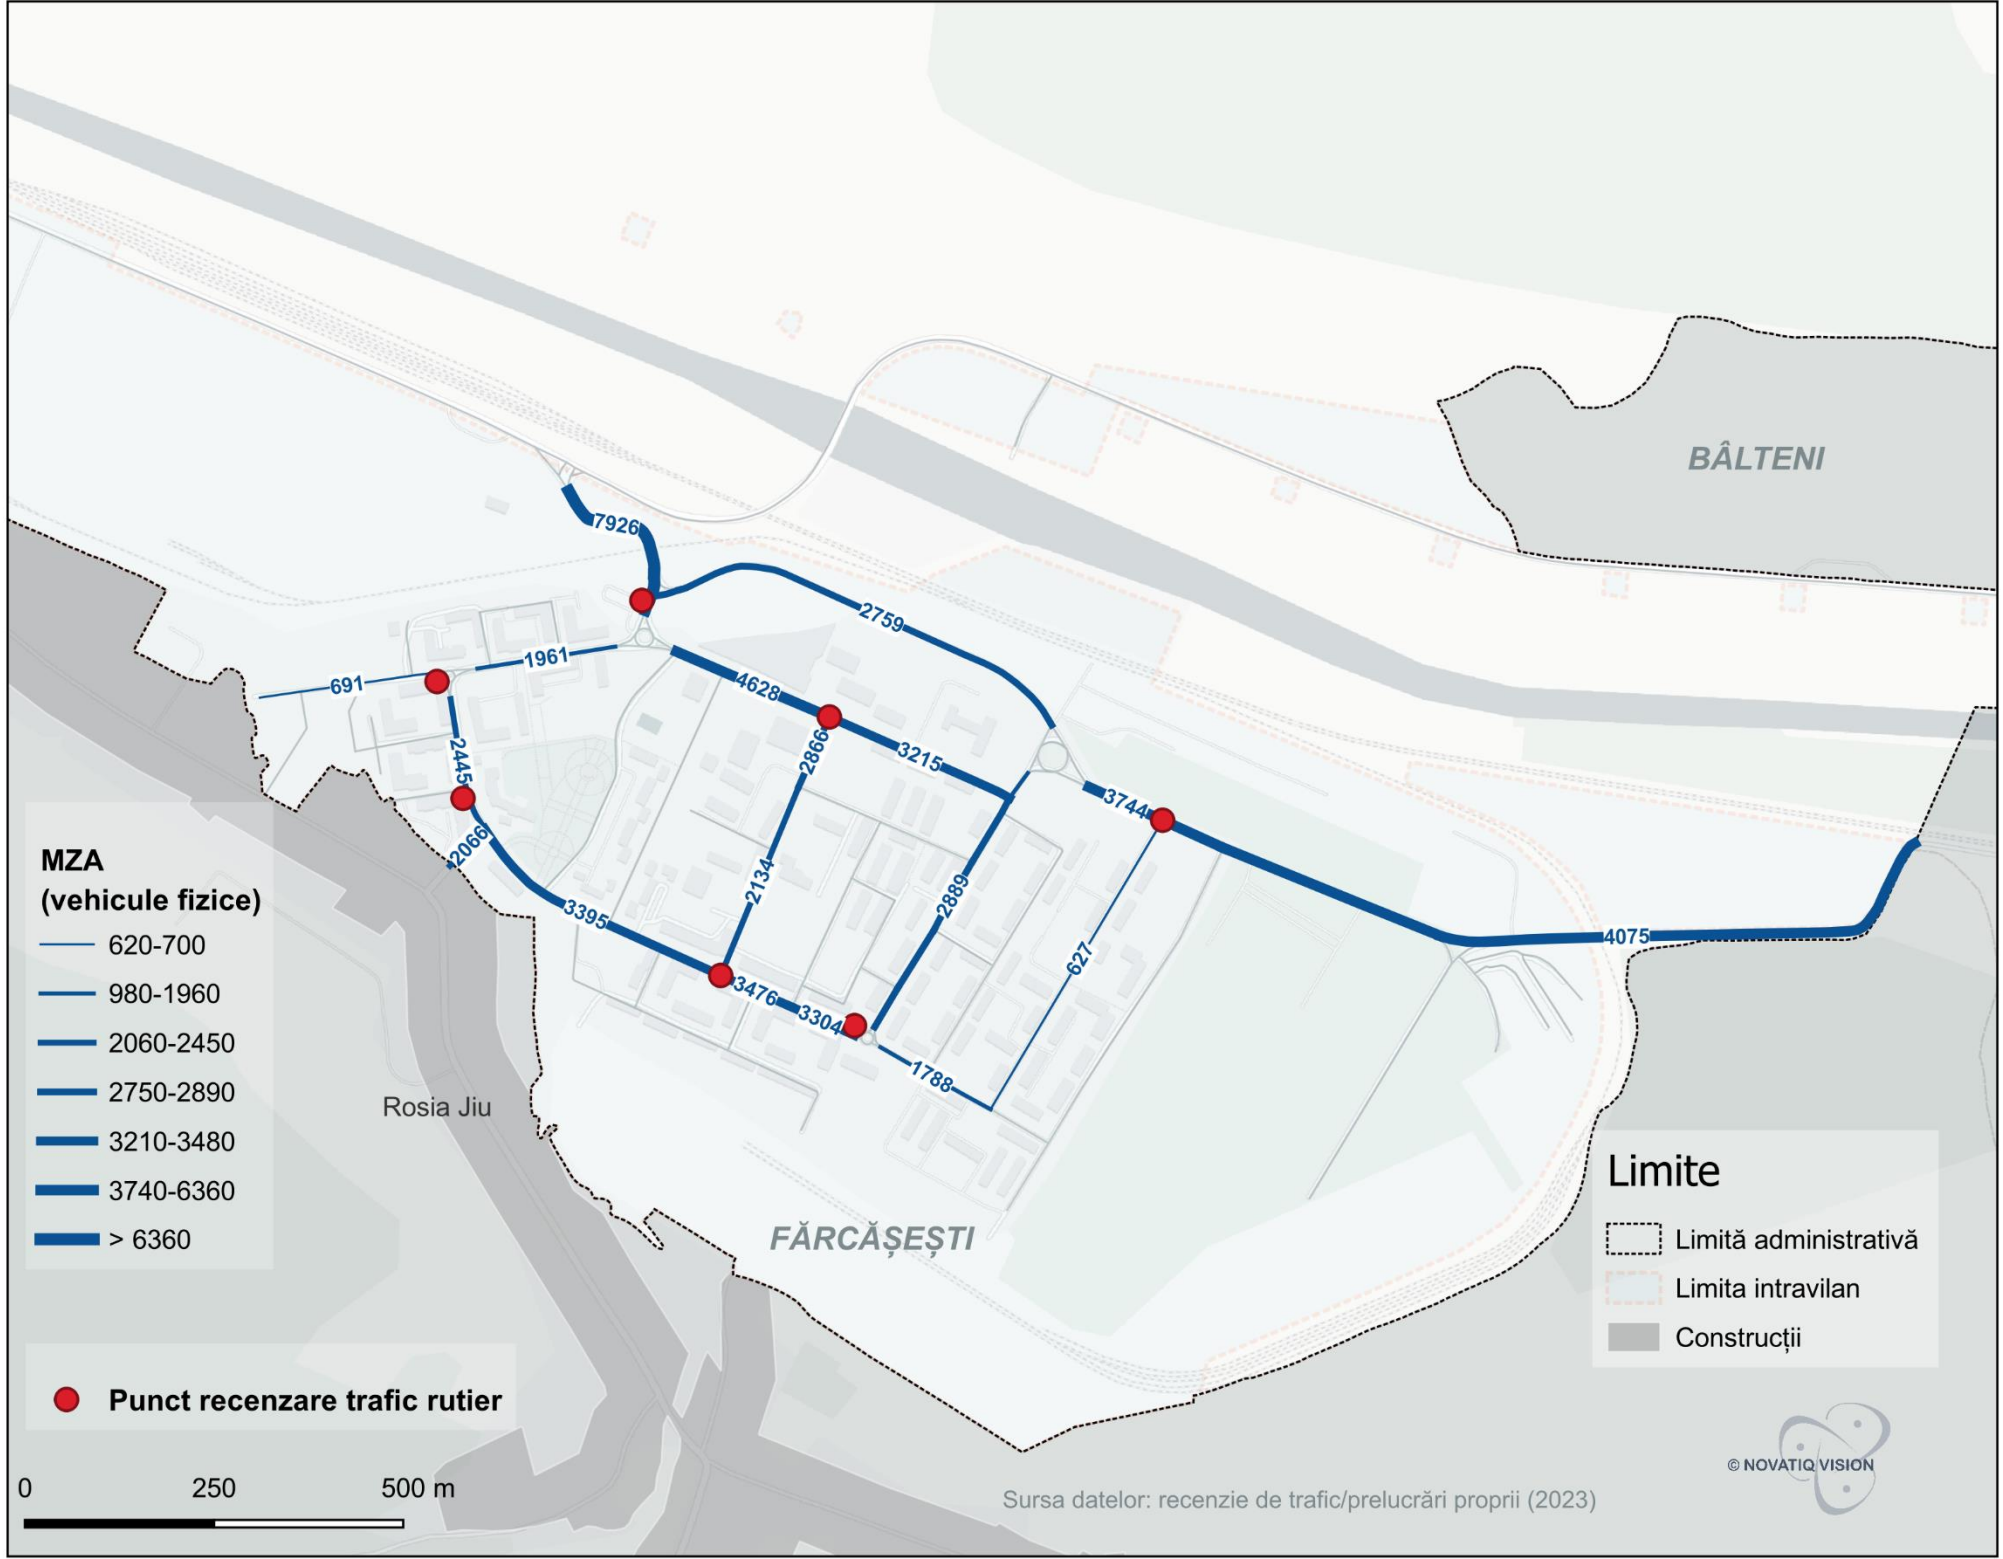 BÂLTENI
7926
2759
1961
691
4628
2866
3215
2445
3744
2066
2134
2889
3395
627
4075
3476
3304
1788
MZA
(vehicule fizice)
620-700
980-1960
2060-2450
2750-2890
3210-3480
3740-6360
> 6360
Rosia Jiu
FĂRCĂȘEȘTI
Limite
Limită administrativă
Limita intravilan
Construcții
Punct recenzare trafic rutier
0 250 500 m
© NOVATIQ VISION
Sursa datelor: recenzie de trafic/prelucrări proprii (2023)